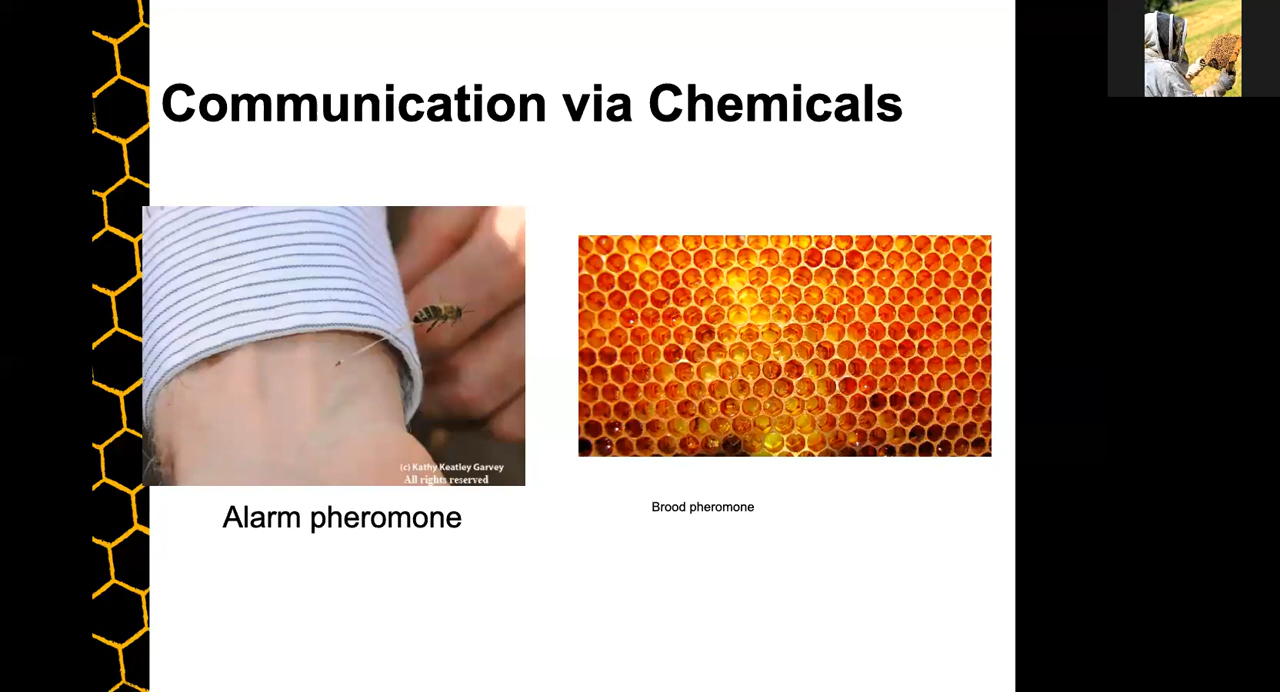 Communication via Chemicals
(c) Kathy Keatley Garvey
All rights reserved
Alarm pheromone
Brood pheromone